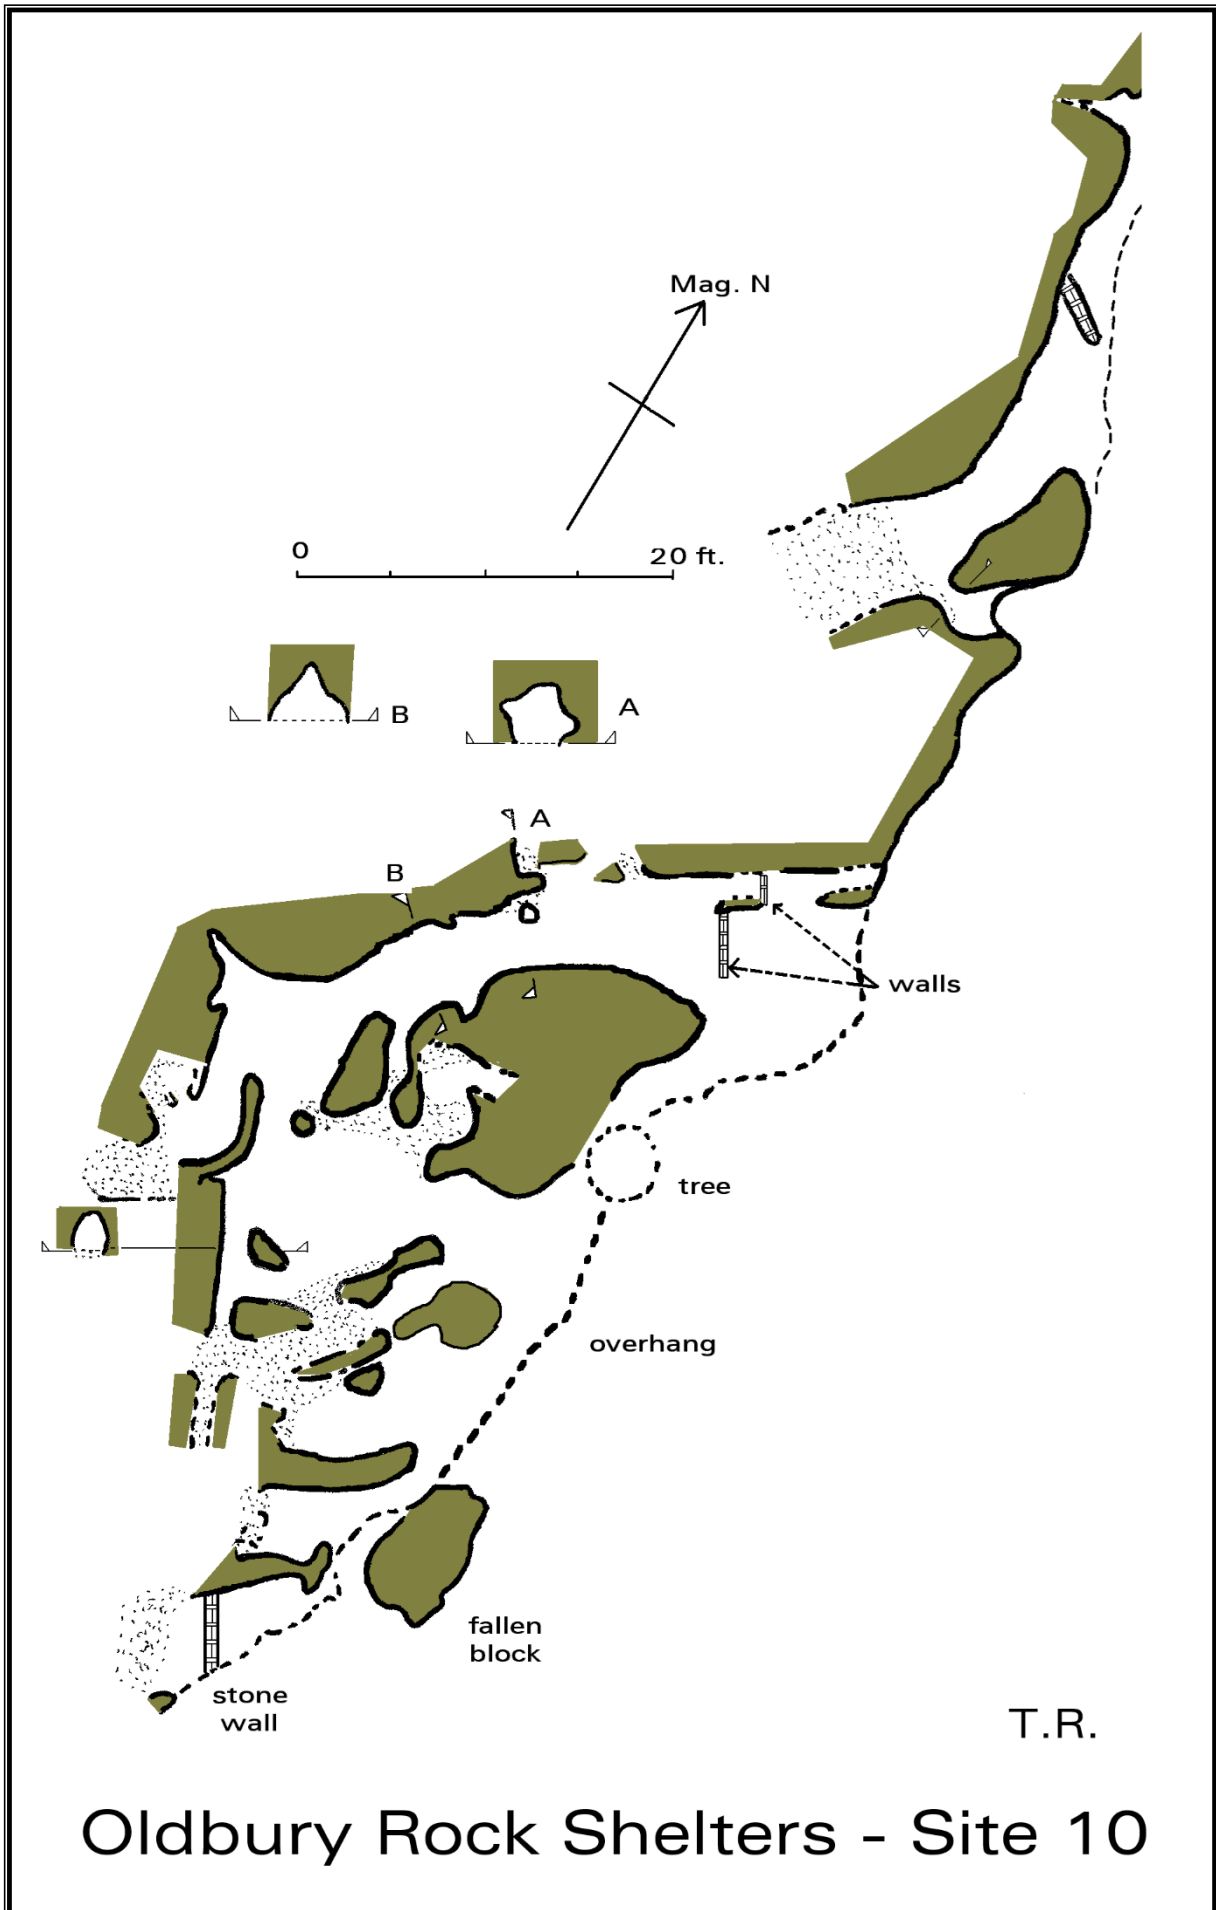 Mag. N
0
20 ft.
B
A
A
B
walls
tree
overhang
fallen
block
stone
wall
T.R.
Oldbury Rock Shelters - Site 10